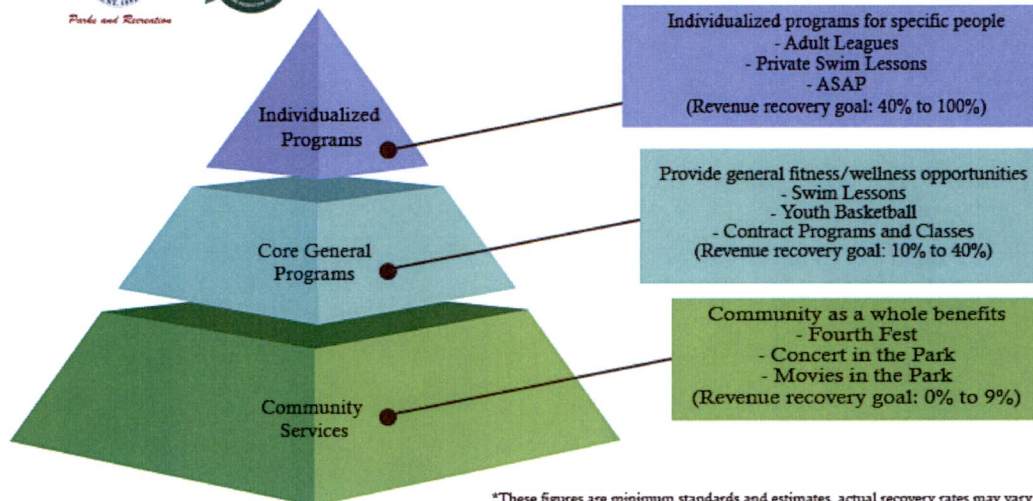 Parks and Recreation
Individualized
Programs
Individualized programs for specific people
- Adult Leagues
- Private Swim Lessons
- ASAP
(Revenue recovery goal: 40% to 100%)
Core General
Programs
Provide general fitness/wellness opportunities
- Swim Lessons
- Youth Basketball
- Contract Programs and Classes
(Revenue recovery goal: 10% to 40%)
Community
Services
Community as a whole benefits
- Fourth Fest
- Concert in the Park
- Movies in the Park
(Revenue recovery goal: 0% to 9%)
*These figures are minimum standards and estimates, actual recovery rates may